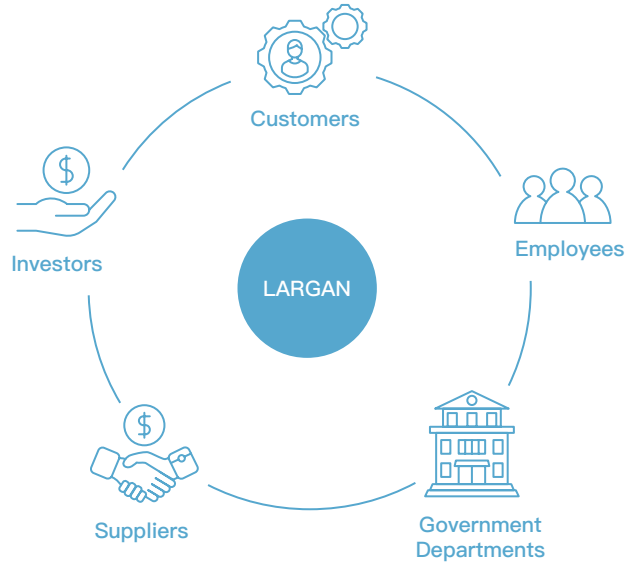 Customers
$
Investors
Employees
LARGAN
$
Suppliers
Government
Departments